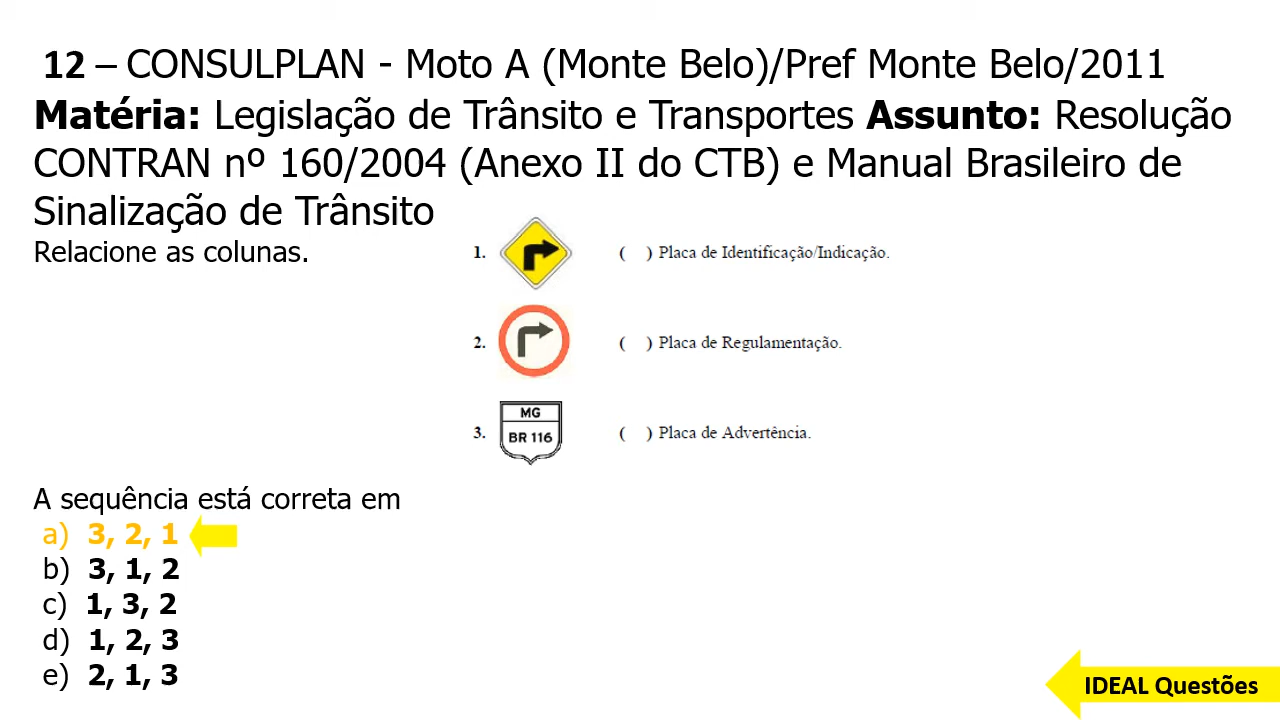 12 – CONSULPLAN - Moto A (Monte Belo)/Pref Monte Belo/2011
Matéria: Legislação de Trânsito e Transportes Assunto: Resolução
CONTRAN nº 160/2004 (Anexo II do CTB) e Manual Brasileiro de
Sinalização de Trânsito
Relacione as colunas.
1. ( ) Placa de Identificação/Indicação.
2. ( ) Placa de Regulamentação.
3. MG BR 116 ( ) Placa de Advertência.
A sequência está correta em
a) 3, 2, 1
b) 3, 1, 2
c) 1, 3, 2
d) 1, 2, 3
e) 2, 1, 3
IDEAL Questões